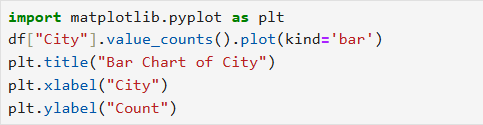 import matplotlib.pyplot as plt
df["City"].value_counts().plot(kind='bar')
plt.title("Bar Chart of City")
plt.xlabel("City")
plt.ylabel("Count")